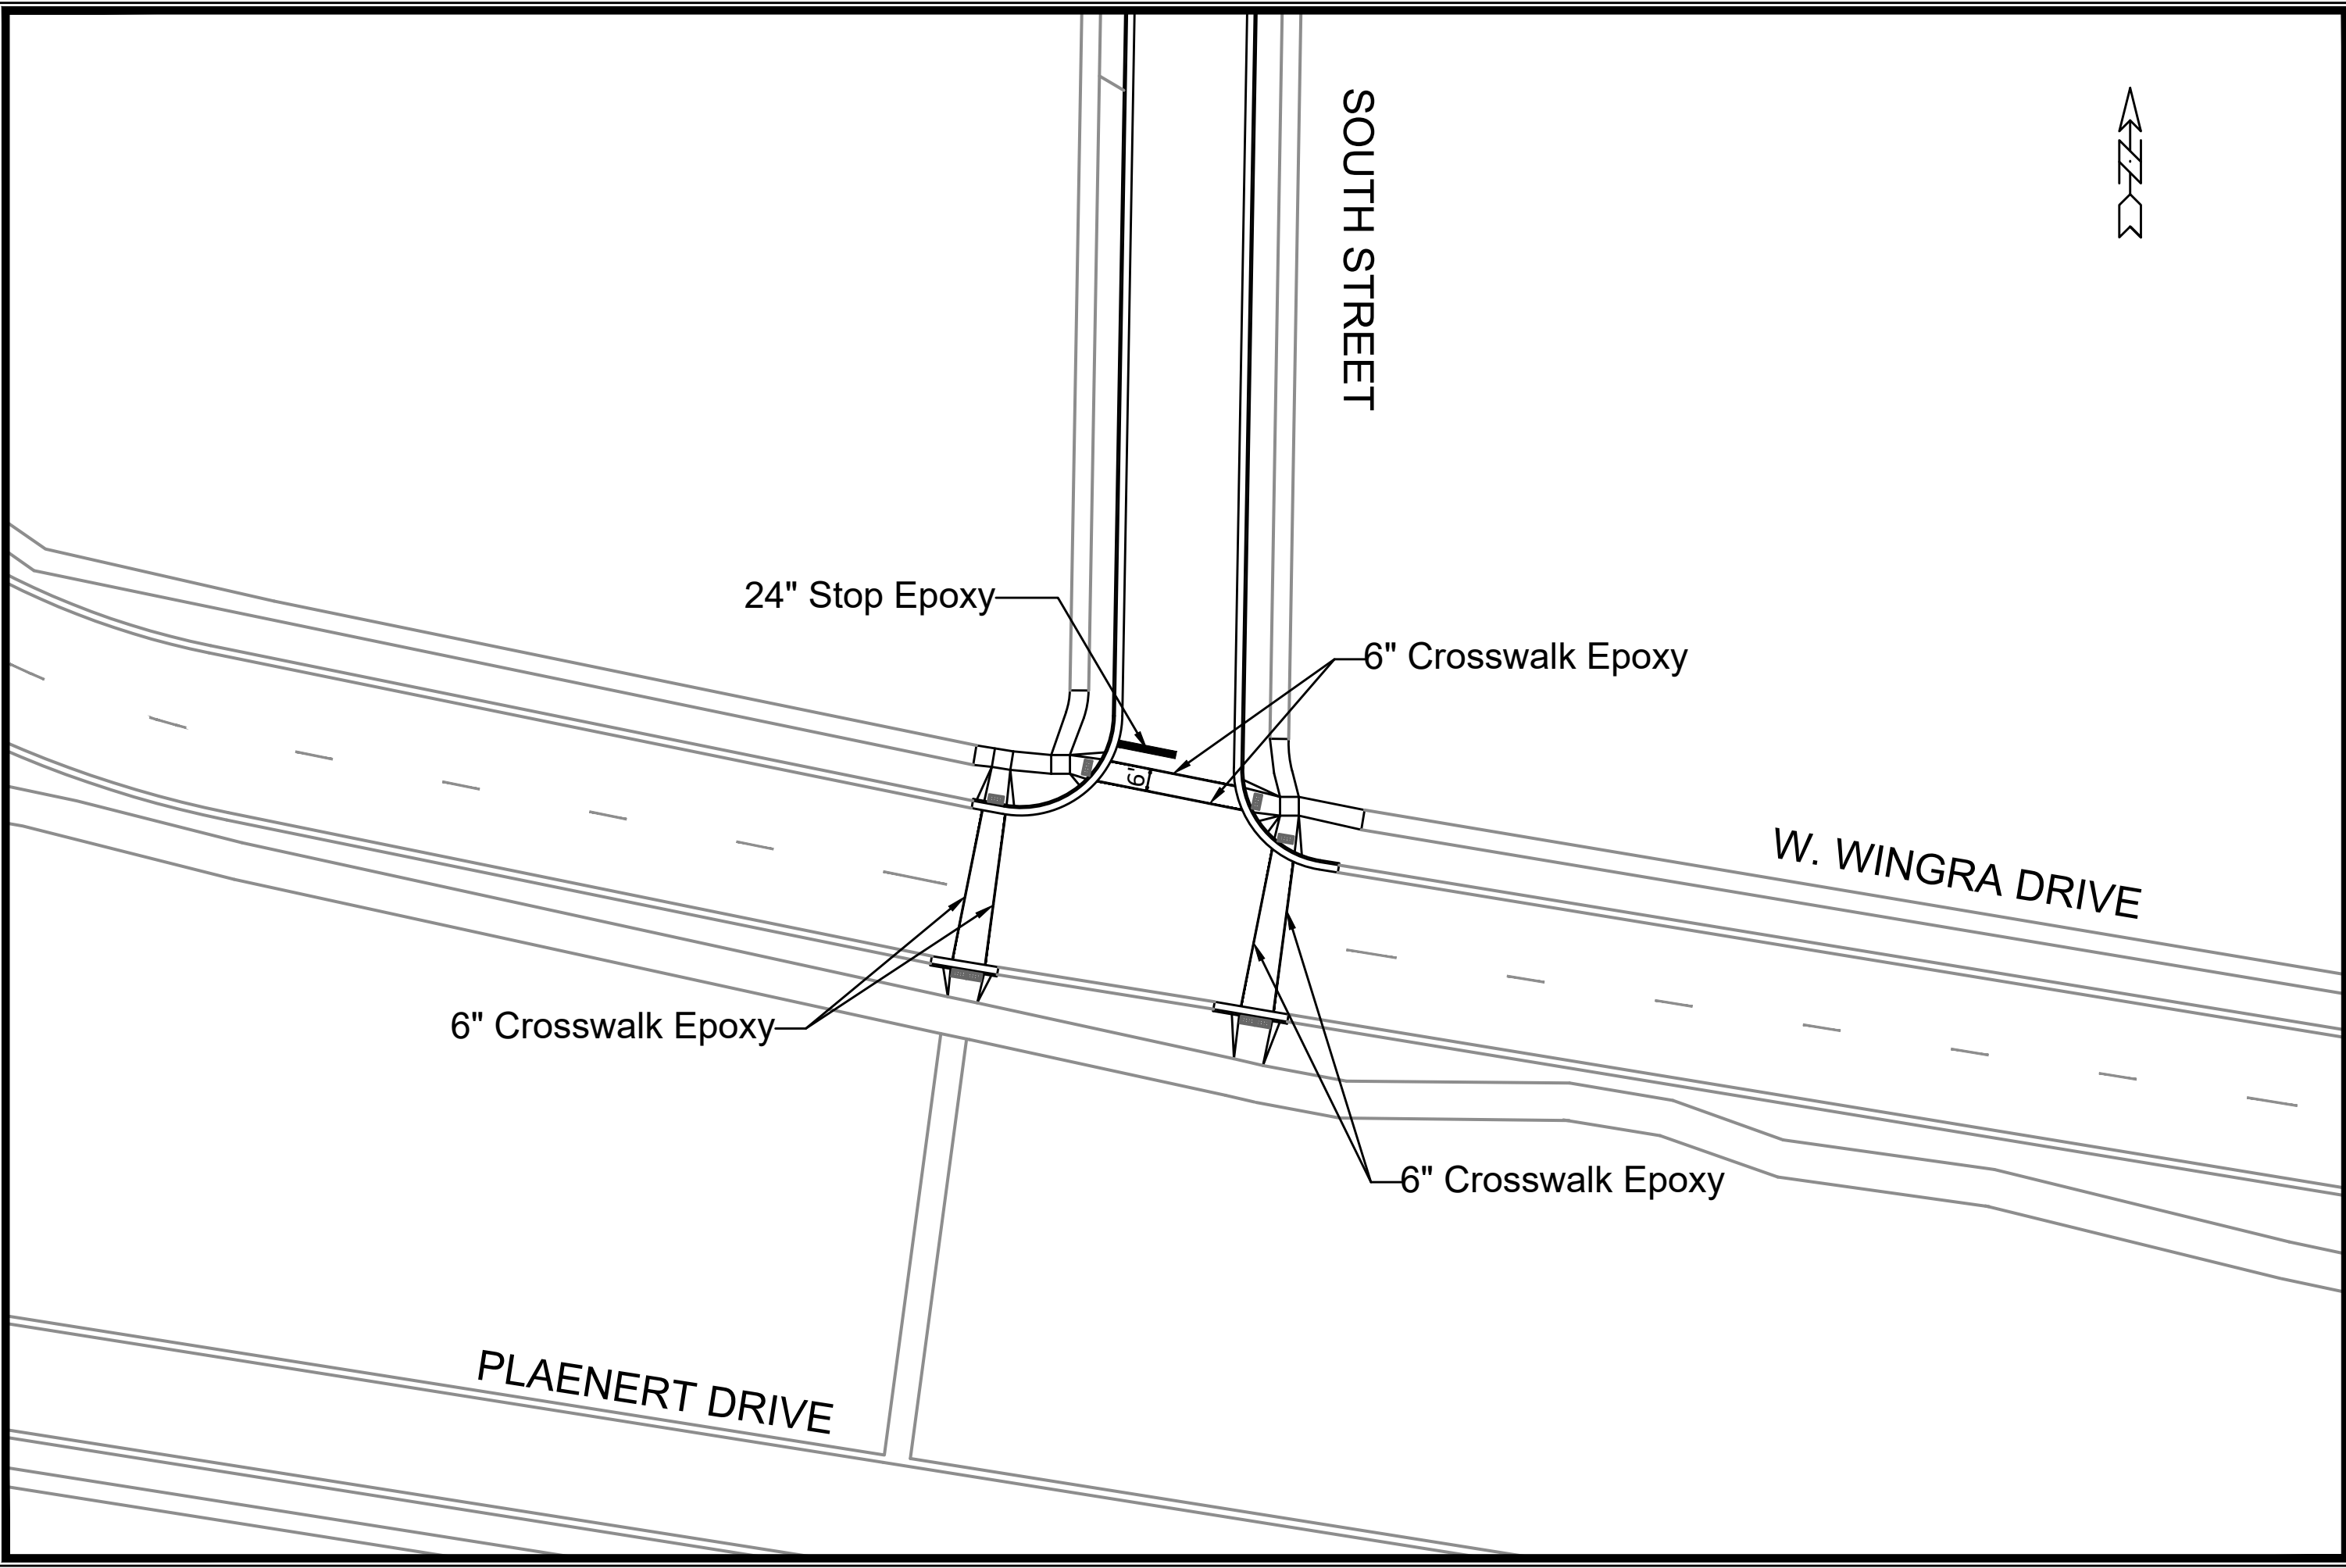 SOUTH STREET
N
24" Stop Epoxy
6" Crosswalk Epoxy
6'
W. WINGRA DRIVE
6" Crosswalk Epoxy
6" Crosswalk Epoxy
PLAENERT DRIVE